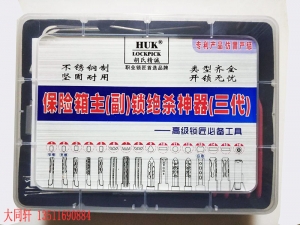 HUK®
LOCKPICK
胡氏精诚
职业锁匠首选品牌
专利产品 仿冒必究
不锈钢制
坚固耐用
类型齐全
开锁无忧
保险箱主(副)锁绝杀神器(三代)
——高级锁匠必备工具
大同轩 13511690884